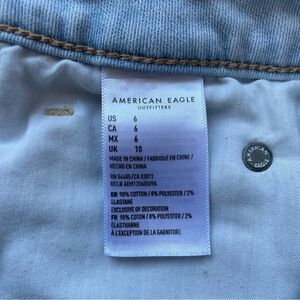 AMERICAN EAGLE
OUTFITTERS
US 6
CA 6
MX 6
UK 10
MADE IN CHINA / FABRIQUÉ EN CHINE /
HECHO EN CHINA
RN 54485/CA 03873
EN 90% COTTON / 8% POLYESTER / 2%
ELASTANE
EXCLUSIVE OF DECORATION
FR 90% COTON / 8% POLYESTER / 2%
ÉLASTHANNE
À L'EXCEPTION DE LA GARNITURE
AMERICAN
EAGLE